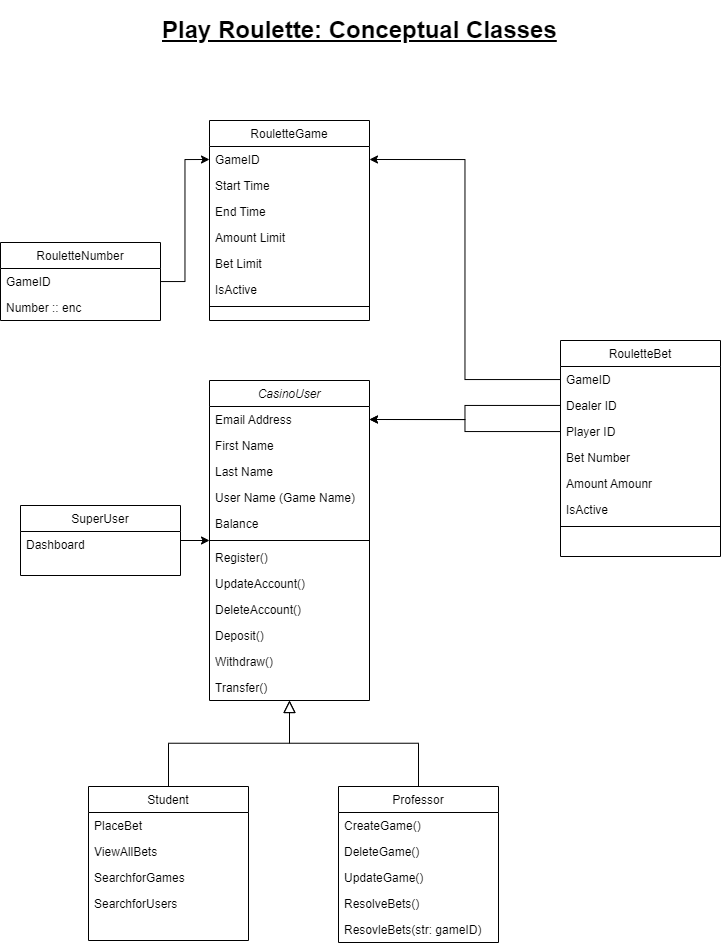 Play Roulette: Conceptual Classes
RouletteGame
GameID
Start Time
End Time
Amount Limit
Bet Limit
IsActive
RouletteNumber
GameID
Number :: enc
RouletteBet
GameID
Dealer ID
Player ID
Bet Number
Amount Amounr
IsActive
CasinoUser
Email Address
First Name
Last Name
User Name (Game Name)
Balance
Register()
UpdateAccount()
DeleteAccount()
Deposit()
Withdraw()
Transfer()
SuperUser
Dashboard
Student
PlaceBet
ViewAllBets
SearchforGames
SearchforUsers
Professor
CreateGame()
DeleteGame()
UpdateGame()
ResolveBets()
ResovleBets(str: gameID)